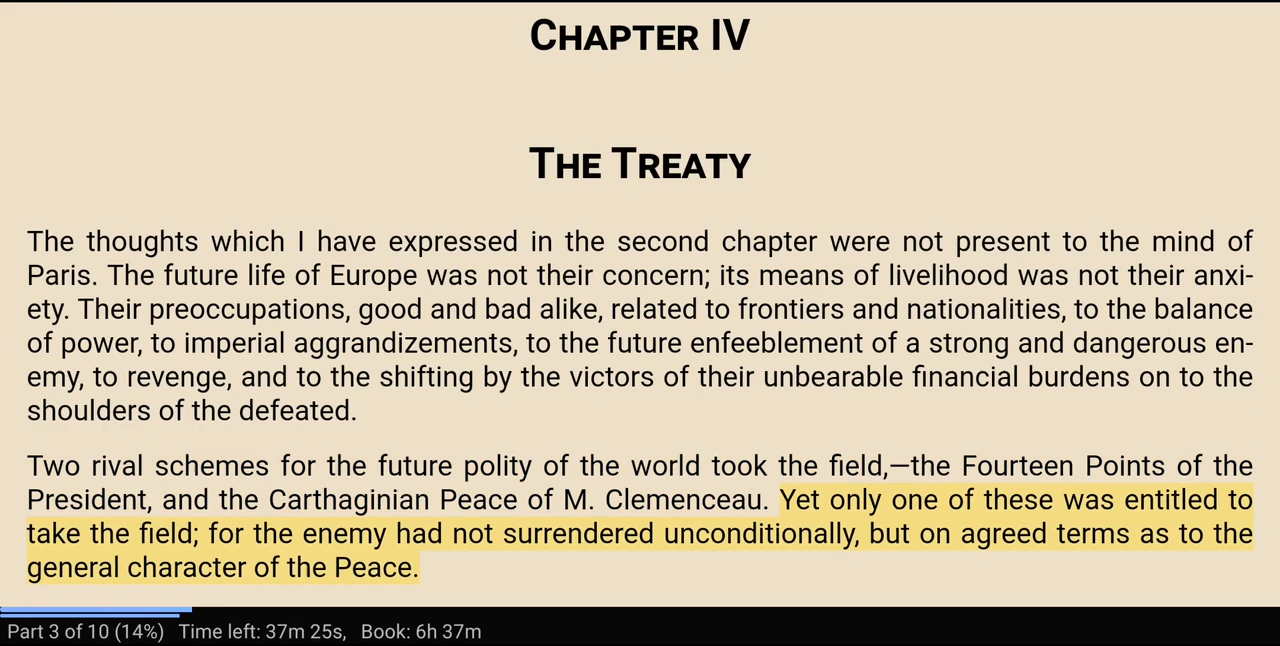 CHAPTER IV
THE TREATY
The thoughts which I have expressed in the second chapter were not present to the mind of
Paris. The future life of Europe was not their concern; its means of livelihood was not their anxi-
ety. Their preoccupations, good and bad alike, related to frontiers and nationalities, to the balance
of power, to imperial aggrandizements, to the future enfeeblement of a strong and dangerous en-
emy, to revenge, and to the shifting by the victors of their unbearable financial burdens on to the
shoulders of the defeated.
Two rival schemes for the future polity of the world took the field,—the Fourteen Points of the
President, and the Carthaginian Peace of M. Clemenceau. Yet only one of these was entitled to
take the field; for the enemy had not surrendered unconditionally, but on agreed terms as to the
general character of the Peace.
Part 3 of 10 (14%) Time left: 37m 25s, Book: 6h 37m